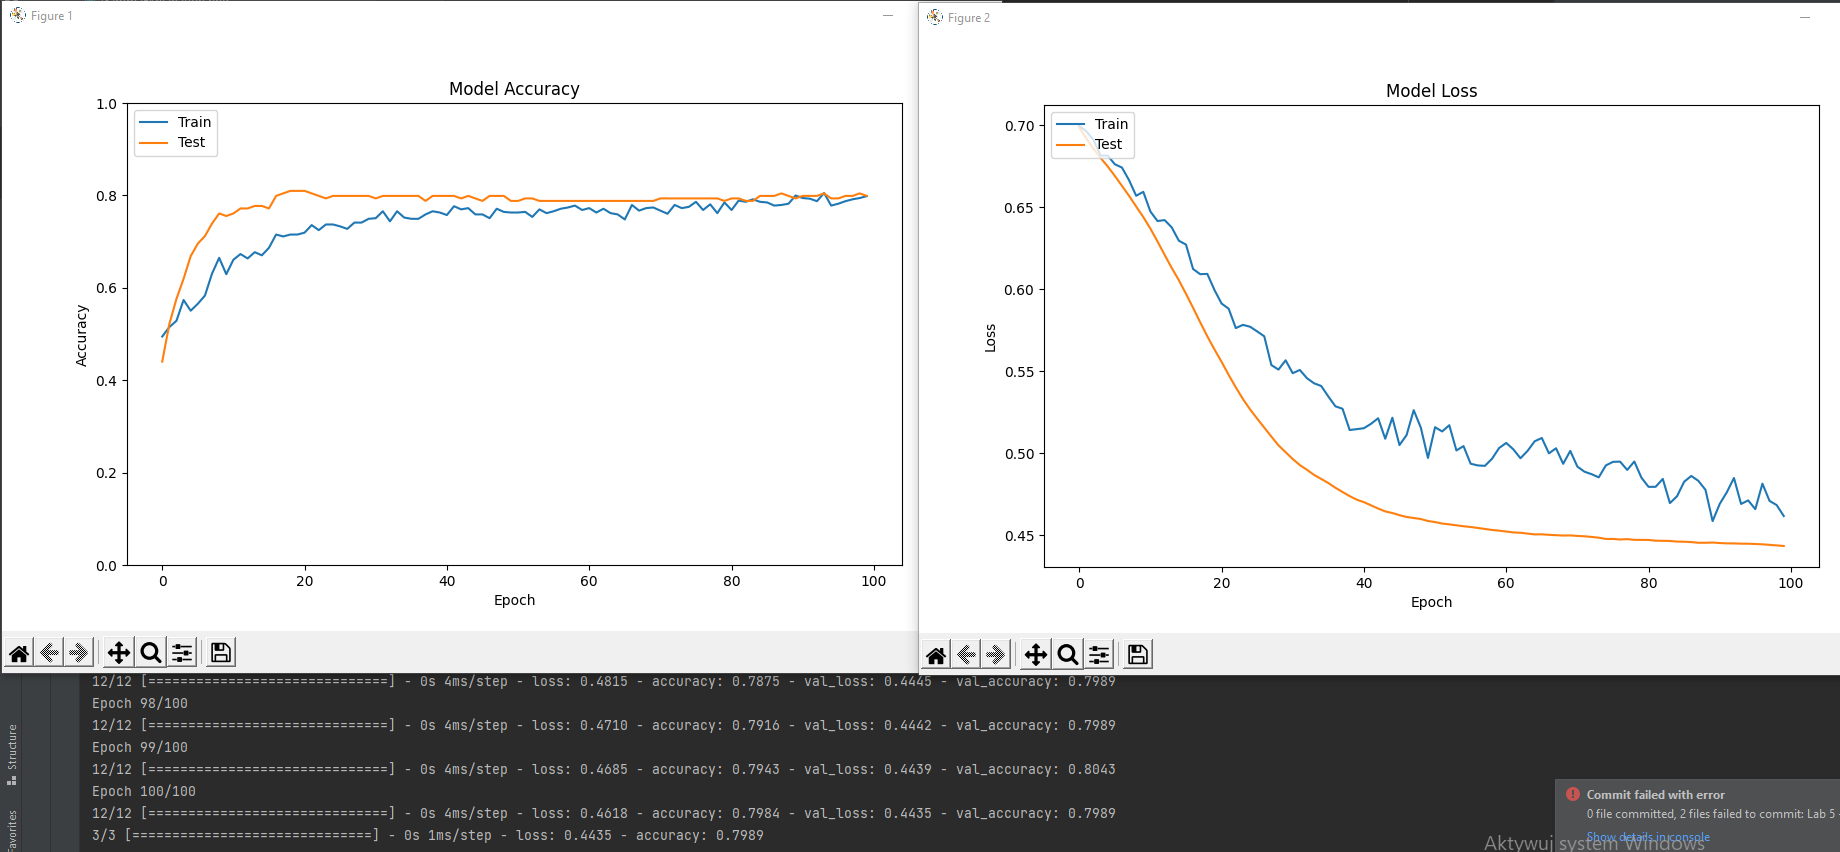 Figure 1
Model Accuracy
Train
Test
1.0
0.8
0.6
0.4
0.2
0.0
Accuracy
0 20 40 60 80 100
Epoch
Figure 2
Model Loss
Train
Test
0.70
0.65
0.60
0.55
0.50
0.45
Loss
0 20 40 60 80 100
Epoch
12/12 [==============================] - 0s 4ms/step - loss: 0.4815 - accuracy: 0.7875 - val_loss: 0.4445 - val_accuracy: 0.7989
Epoch 98/100
12/12 [==============================] - 0s 4ms/step - loss: 0.4710 - accuracy: 0.7916 - val_loss: 0.4442 - val_accuracy: 0.7989
Epoch 99/100
12/12 [==============================] - 0s 4ms/step - loss: 0.4685 - accuracy: 0.7943 - val_loss: 0.4439 - val_accuracy: 0.8043
Epoch 100/100
12/12 [==============================] - 0s 4ms/step - loss: 0.4618 - accuracy: 0.7984 - val_loss: 0.4435 - val_accuracy: 0.7989
3/3 [==============================] - 0s 1ms/step - loss: 0.4435 - accuracy: 0.7989
Structure
Favorites
Commit failed with error
0 file committed, 2 files failed to commit: Lab 5
Show details in console
Aktywuj system Windows